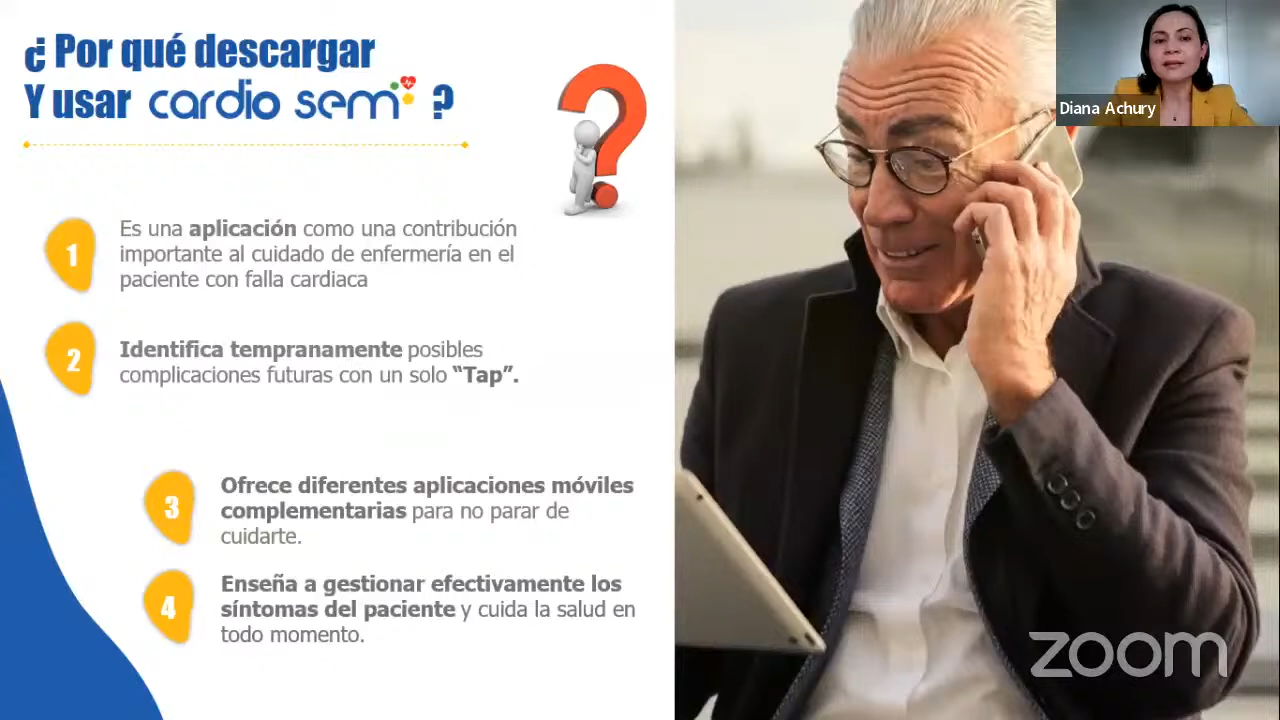 ¿ Por qué descargar
Y usar cardio sem ?
1
Es una aplicación como una contribución
importante al cuidado de enfermería en el
paciente con falla cardiaca
2
Identifica tempranamente posibles
complicaciones futuras con un solo “Tap”.
3
Ofrece diferentes aplicaciones móviles
complementarias para no parar de
cuidarte.
4
Enseña a gestionar efectivamente los
síntomas del paciente y cuida la salud en
todo momento.
Diana Achury
zoom